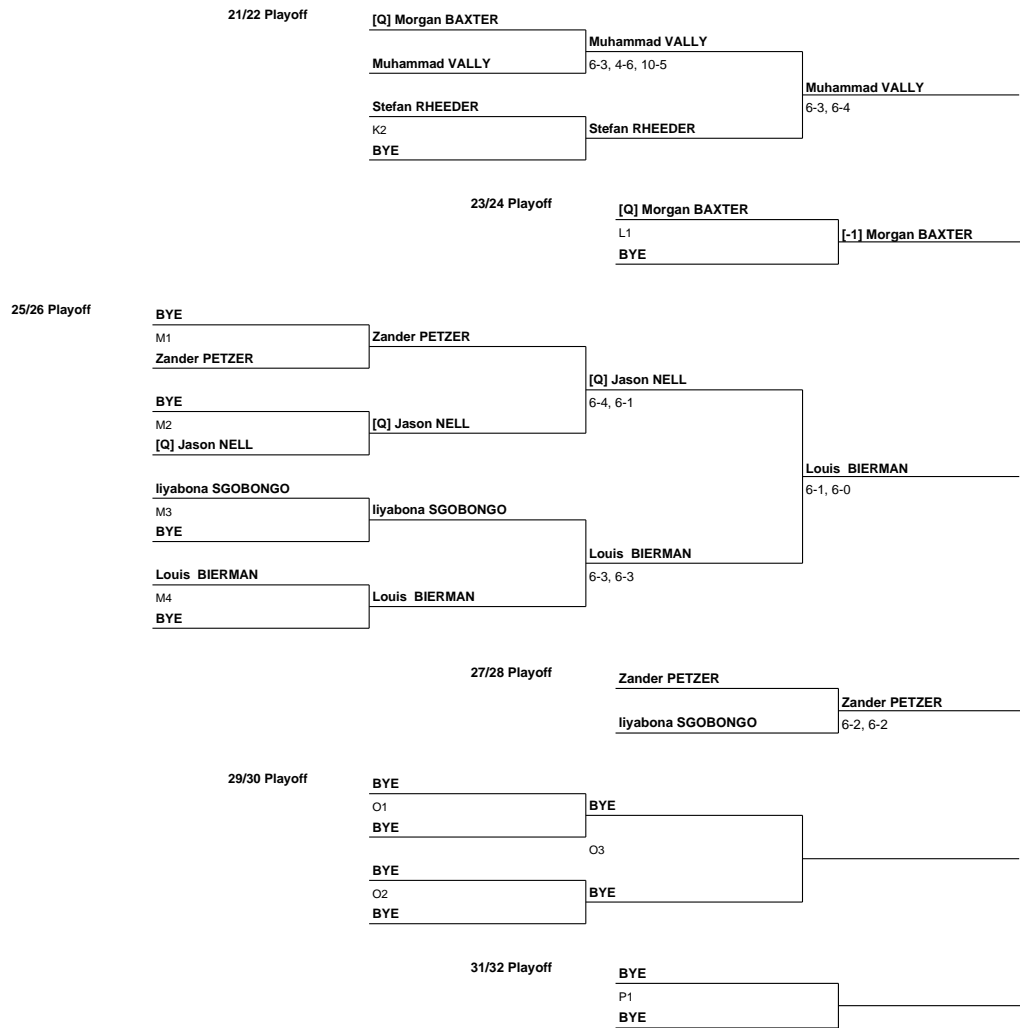 21/22 Playoff
[Q] Morgan BAXTER
Muhammad VALLY
Muhammad VALLY
6-3, 4-6, 10-5
Muhammad VALLY
6-3, 6-4
Stefan RHEEDER
K2
BYE
Stefan RHEEDER
23/24 Playoff
[Q] Morgan BAXTER
L1
BYE
[-1] Morgan BAXTER
25/26 Playoff
BYE
M1
Zander PETZER
Zander PETZER
[Q] Jason NELL
6-4, 6-1
BYE
M2
[Q] Jason NELL
[Q] Jason NELL
Louis BIERMAN
6-1, 6-0
Iiyabona SGOBONGO
M3
BYE
Iiyabona SGOBONGO
Louis BIERMAN
6-3, 6-3
Louis BIERMAN
M4
BYE
Louis BIERMAN
27/28 Playoff
Zander PETZER
Iiyabona SGOBONGO
Zander PETZER
6-2, 6-2
29/30 Playoff
BYE
O1
BYE
BYE
O3
BYE
O2
BYE
BYE
31/32 Playoff
BYE
P1
BYE